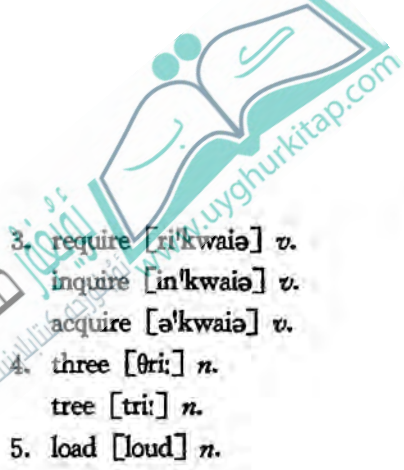 www.uyghurkitap.com
3. require [ri'kwaiə] v.
inquire [in'kwaiə] v.
acquire [ə'kwaiə] v.
4. three [θri:] n.
tree [tri:] n.
5. load [loud] n.